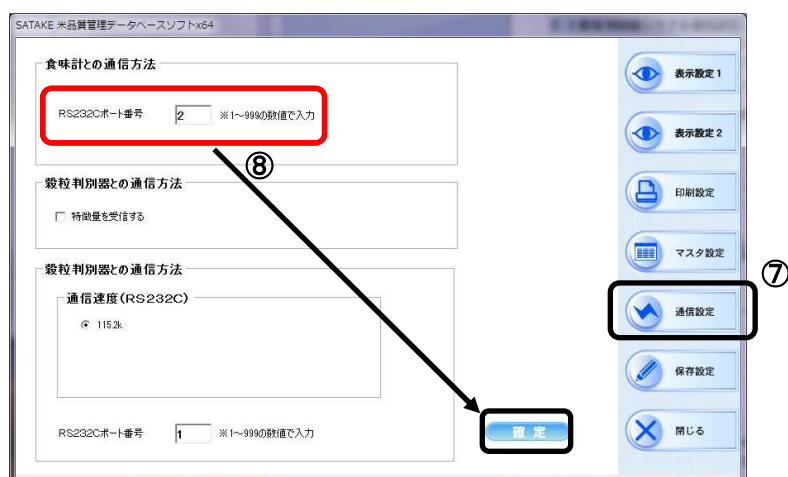 SATAKE 米品質管理データベースソフトx64
食味計との通信方法
RS232Cポート番号 2 ※1～999の数値で入力
⑧
穀粒判別器との通信方法
特徴量を受信する
穀粒判別器との通信方法
通信速度(RS232C)
115.2k
RS232Cポート番号 1 ※1～999の数値で入力
確 定
表示設定1
表示設定2
印刷設定
マスタ設定
⑦
通信設定
保存設定
閉じる